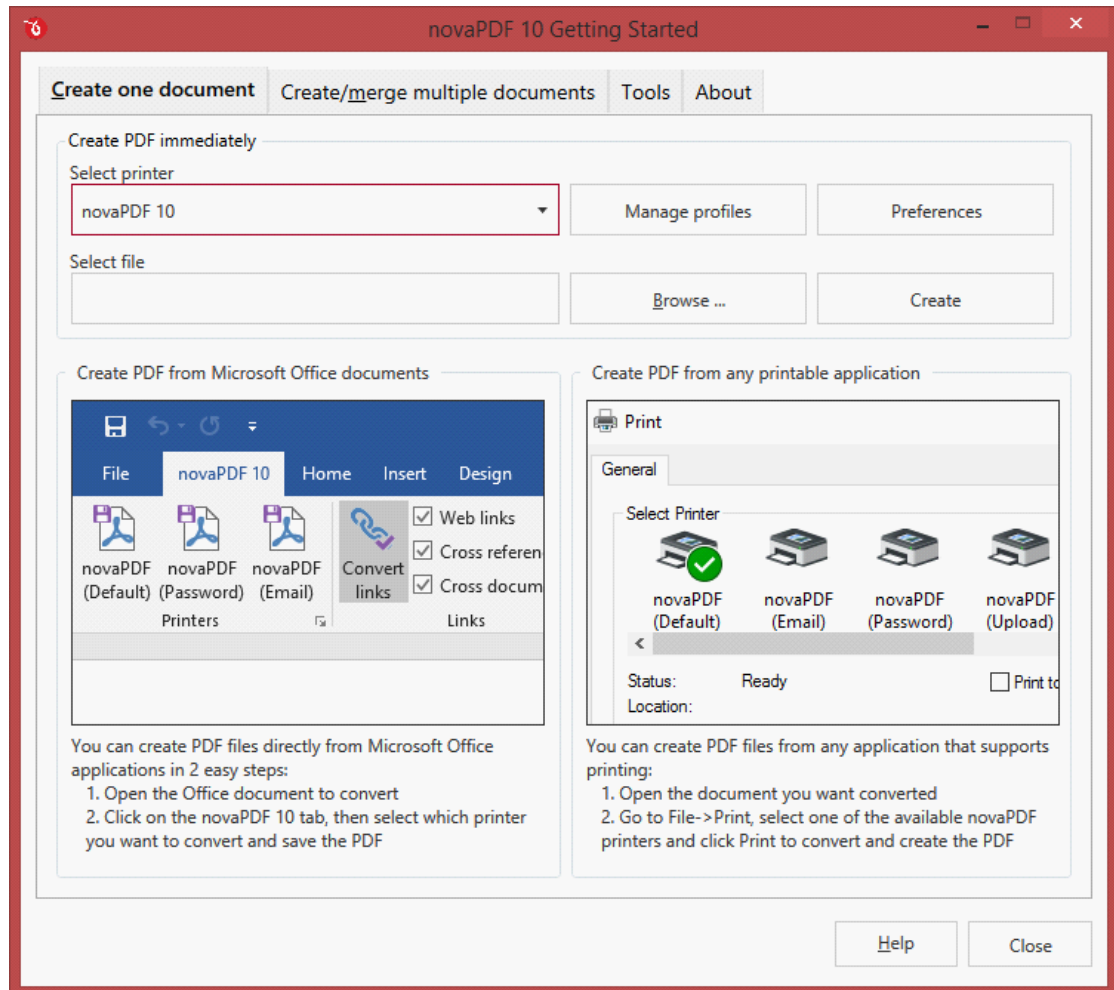 novaPDF 10 Getting Started
Create one document
Create/merge multiple documents
Tools
About
Create PDF immediately
Select printer
novaPDF 10
Manage profiles
Preferences
Select file
Browse ...
Create
Create PDF from Microsoft Office documents
File
novaPDF 10
Home
Insert
Design
novaPDF
(Default)
novaPDF
(Password)
novaPDF
(Email)
Convert
links
Web links
Cross referen
Cross docum
Printers
Links
You can create PDF files directly from Microsoft Office
applications in 2 easy steps:
1. Open the Office document to convert
2. Click on the novaPDF 10 tab, then select which printer
you want to convert and save the PDF
Create PDF from any printable application
Print
General
Select Printer
novaPDF
(Default)
novaPDF
(Email)
novaPDF
(Password)
novaPDF
(Upload)
Status:
Ready
Print to
Location:
You can create PDF files from any application that supports
printing:
1. Open the document you want converted
2. Go to File->Print, select one of the available novaPDF
printers and click Print to convert and create the PDF
Help
Close